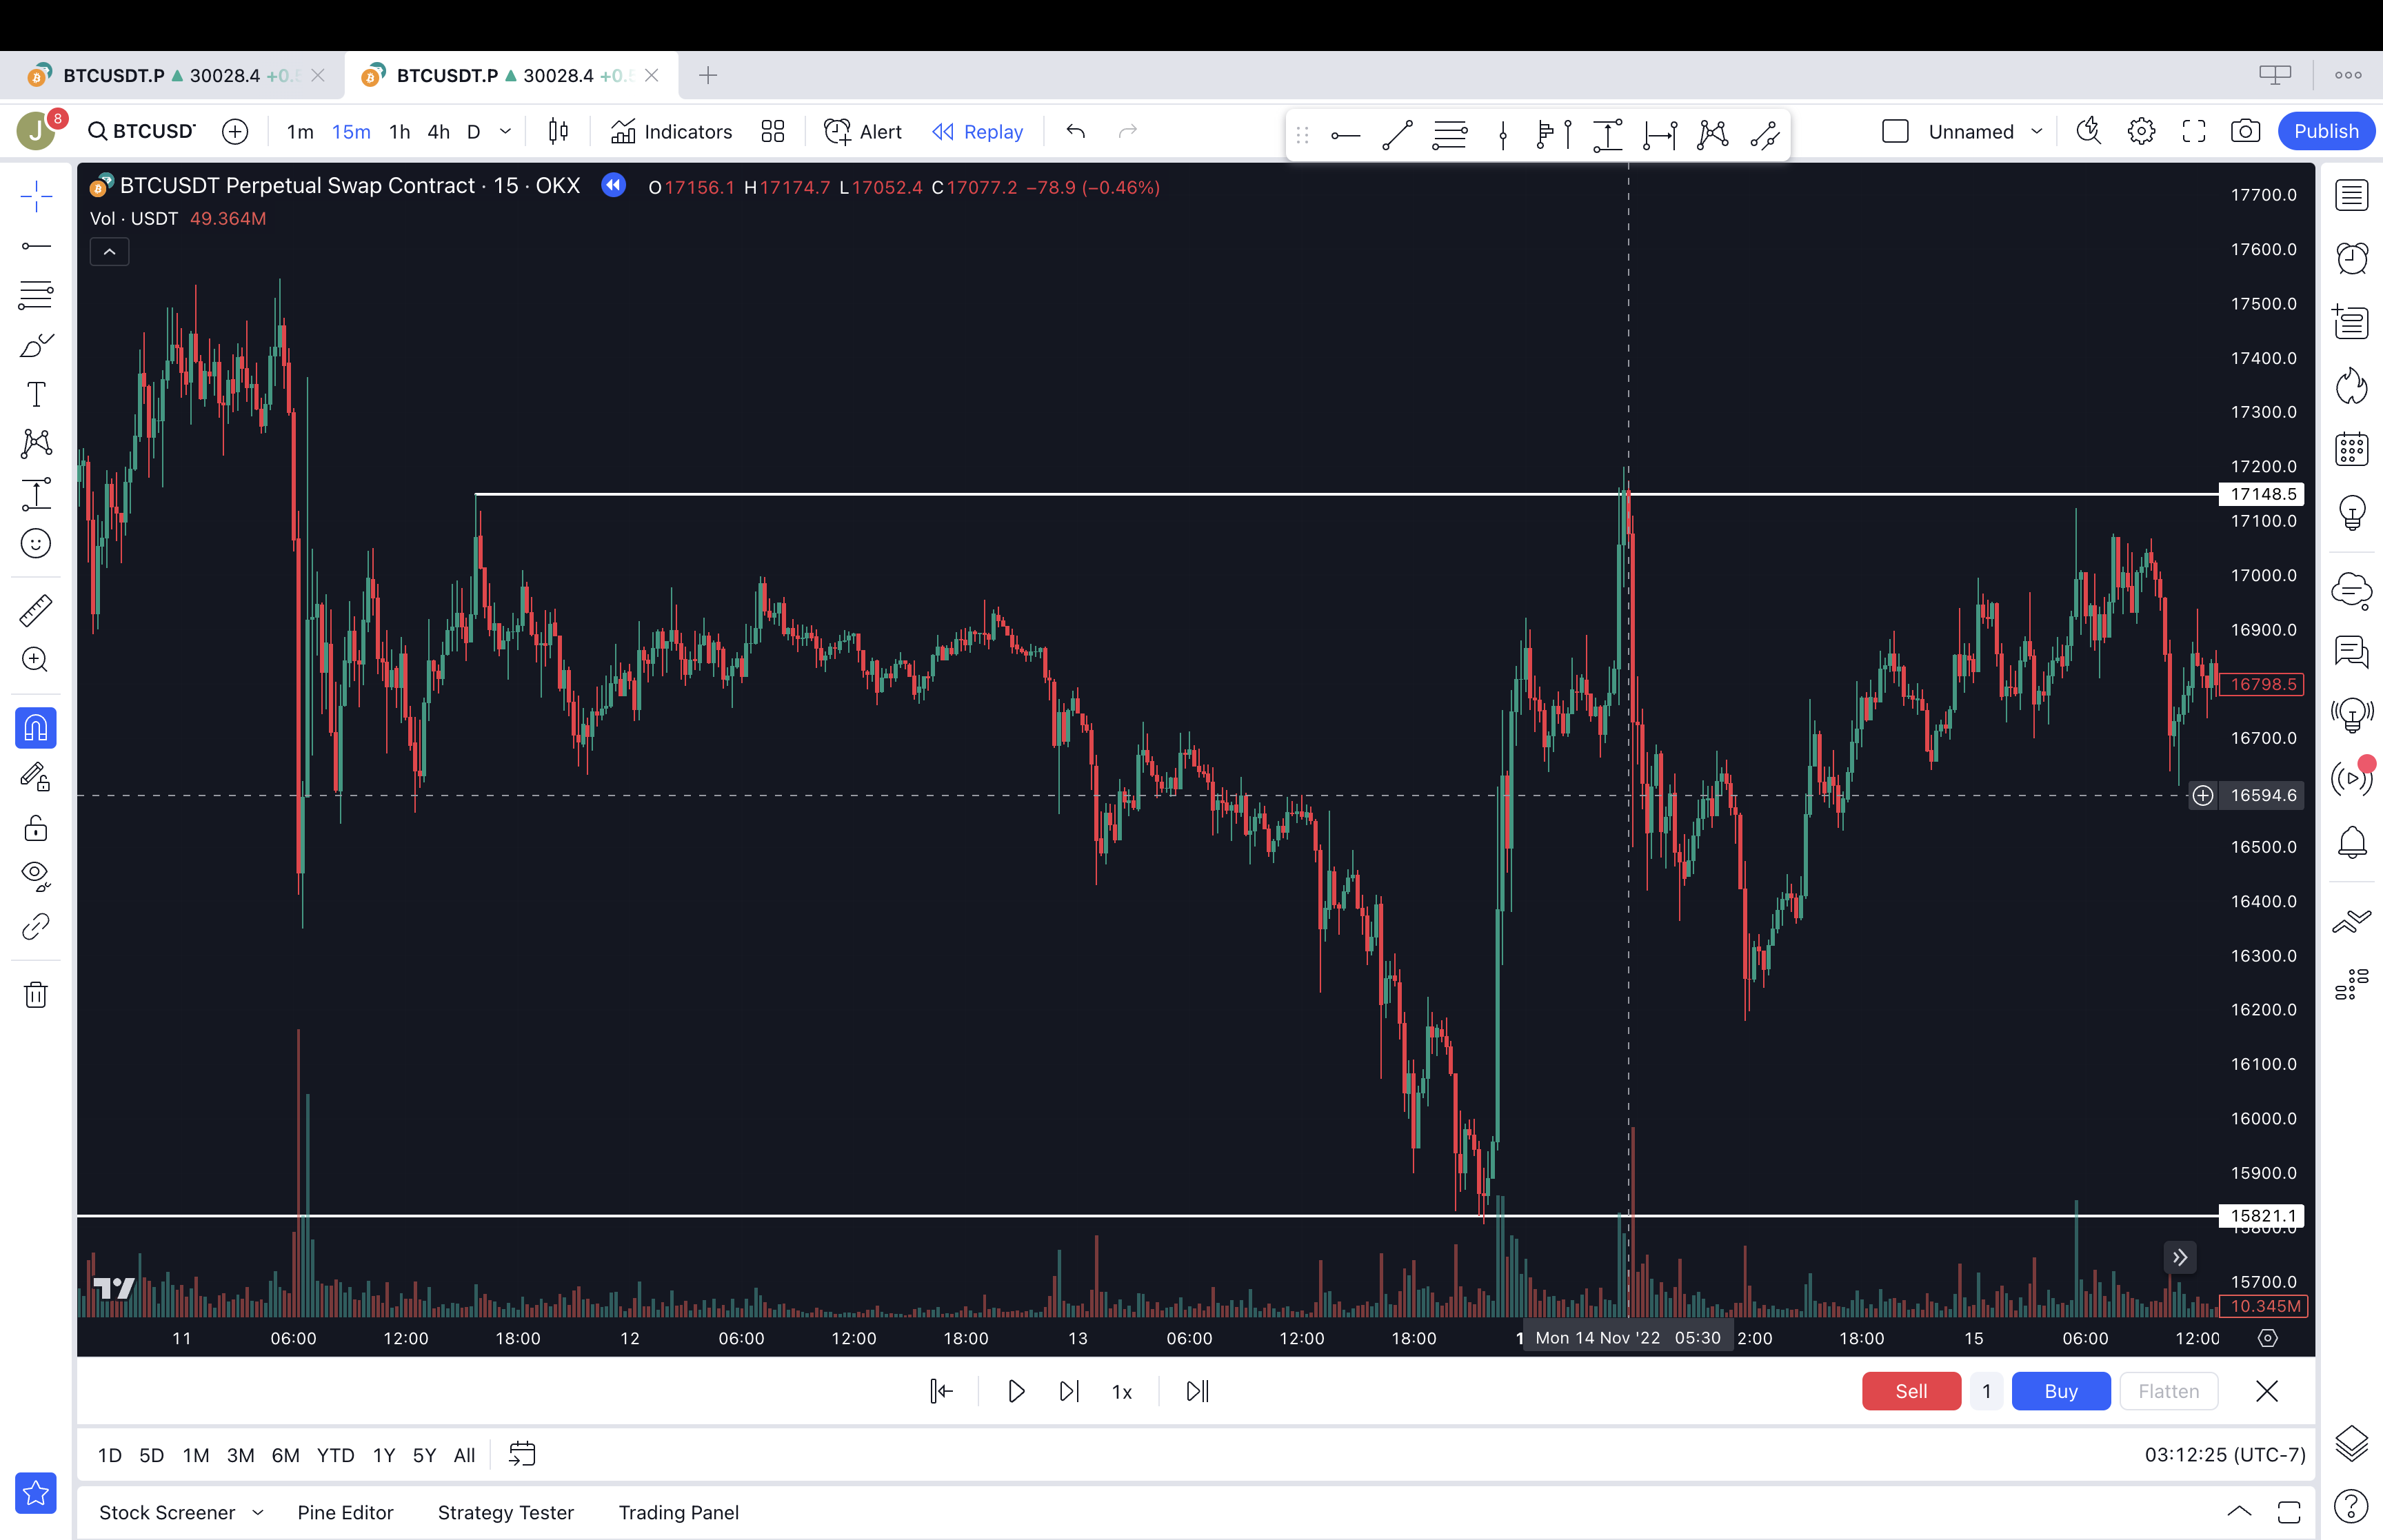 BTCUSDT.P ▲ 30028.4 +0.5 BTCUSDT.P ▲ 30028.4 +0.5
J 8 BTCUSD 1m 15m 1h 4h D Indicators Alert Replay Unnamed Publish
BTCUSDT Perpetual Swap Contract · 15 · OKX O17156.1 H17174.7 L17052.4 C17077.2 −78.9 (−0.46%)
Vol · USDT 49.364M
17700.0
17600.0
17500.0
17400.0
17300.0
17200.0
17148.5
17100.0
17000.0
16900.0
16798.5
16700.0
16594.6
16500.0
16400.0
16300.0
16200.0
16100.0
16000.0
15900.0
15821.1
15800.0
15700.0
10.345M
11 06:00 12:00 18:00 12 06:00 12:00 18:00 13 06:00 12:00 18:00 1 Mon 14 Nov '22 05:30 2:00 18:00 15 06:00 12:00
1x Sell 1 Buy Flatten
1D 5D 1M 3M 6M YTD 1Y 5Y All 03:12:25 (UTC-7)
Stock Screener Pine Editor Strategy Tester Trading Panel